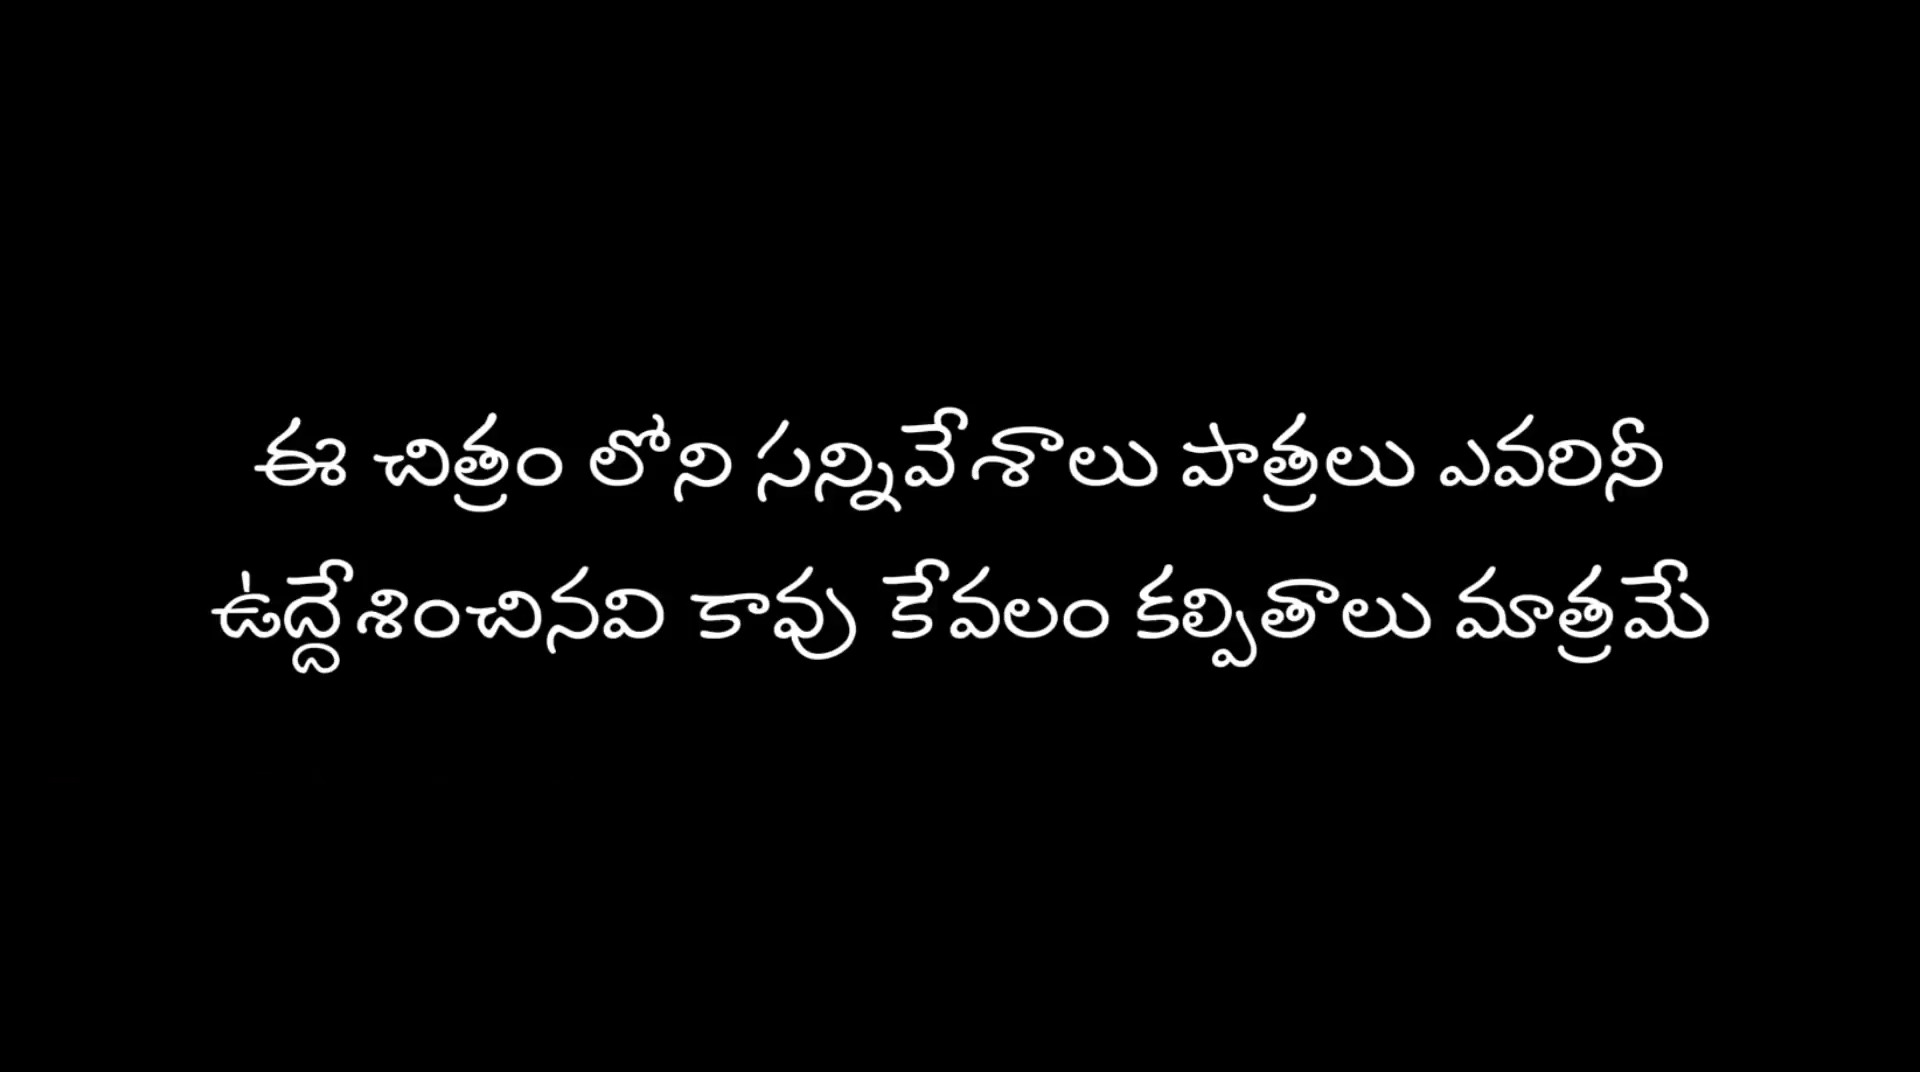 ఈ చిత్రం లోని సన్నివేశాలు పాత్రలు ఎవరినీ
ఉద్దేశించినవి కావు కేవలం కల్పితాలు మాత్రమే